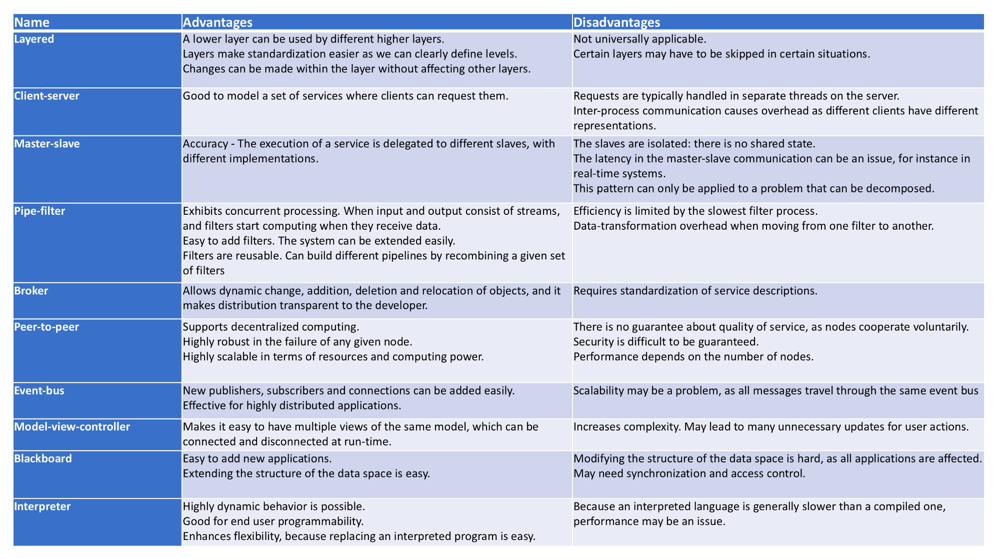 Name
Advantages
Disadvantages
Layered
A lower layer can be used by different higher layers.
Layers make standardization easier as we can clearly define levels.
Changes can be made within the layer without affecting other layers.
Not universally applicable.
Certain layers may have to be skipped in certain situations.
Client-server
Good to model a set of services where clients can request them.
Requests are typically handled in separate threads on the server.
Inter-process communication causes overhead as different clients have different
representations.
Master-slave
Accuracy - The execution of a service is delegated to different slaves, with
different implementations.
The slaves are isolated: there is no shared state.
The latency in the master-slave communication can be an issue, for instance in
real-time systems.
This pattern can only be applied to a problem that can be decomposed.
Pipe-filter
Exhibits concurrent processing. When input and output consist of streams,
and filters start computing when they receive data.
Easy to add filters. The system can be extended easily.
Filters are reusable. Can build different pipelines by recombining a given set
of filters
Efficiency is limited by the slowest filter process.
Data-transformation overhead when moving from one filter to another.
Broker
Allows dynamic change, addition, deletion and relocation of objects, and it
makes distribution transparent to the developer.
Requires standardization of service descriptions.
Peer-to-peer
Supports decentralized computing.
Highly robust in the failure of any given node.
Highly scalable in terms of resources and computing power.
There is no guarantee about quality of service, as nodes cooperate voluntarily.
Security is difficult to be guaranteed.
Performance depends on the number of nodes.
Event-bus
New publishers, subscribers and connections can be added easily.
Effective for highly distributed applications.
Scalability may be a problem, as all messages travel through the same event bus
Model-view-controller
Makes it easy to have multiple views of the same model, which can be
connected and disconnected at run-time.
Increases complexity. May lead to many unnecessary updates for user actions.
Blackboard
Easy to add new applications.
Extending the structure of the data space is easy.
Modifying the structure of the data space is hard, as all applications are affected.
May need synchronization and access control.
Interpreter
Highly dynamic behavior is possible.
Good for end user programmability.
Enhances flexibility, because replacing an interpreted program is easy.
Because an interpreted language is generally slower than a compiled one,
performance may be an issue.